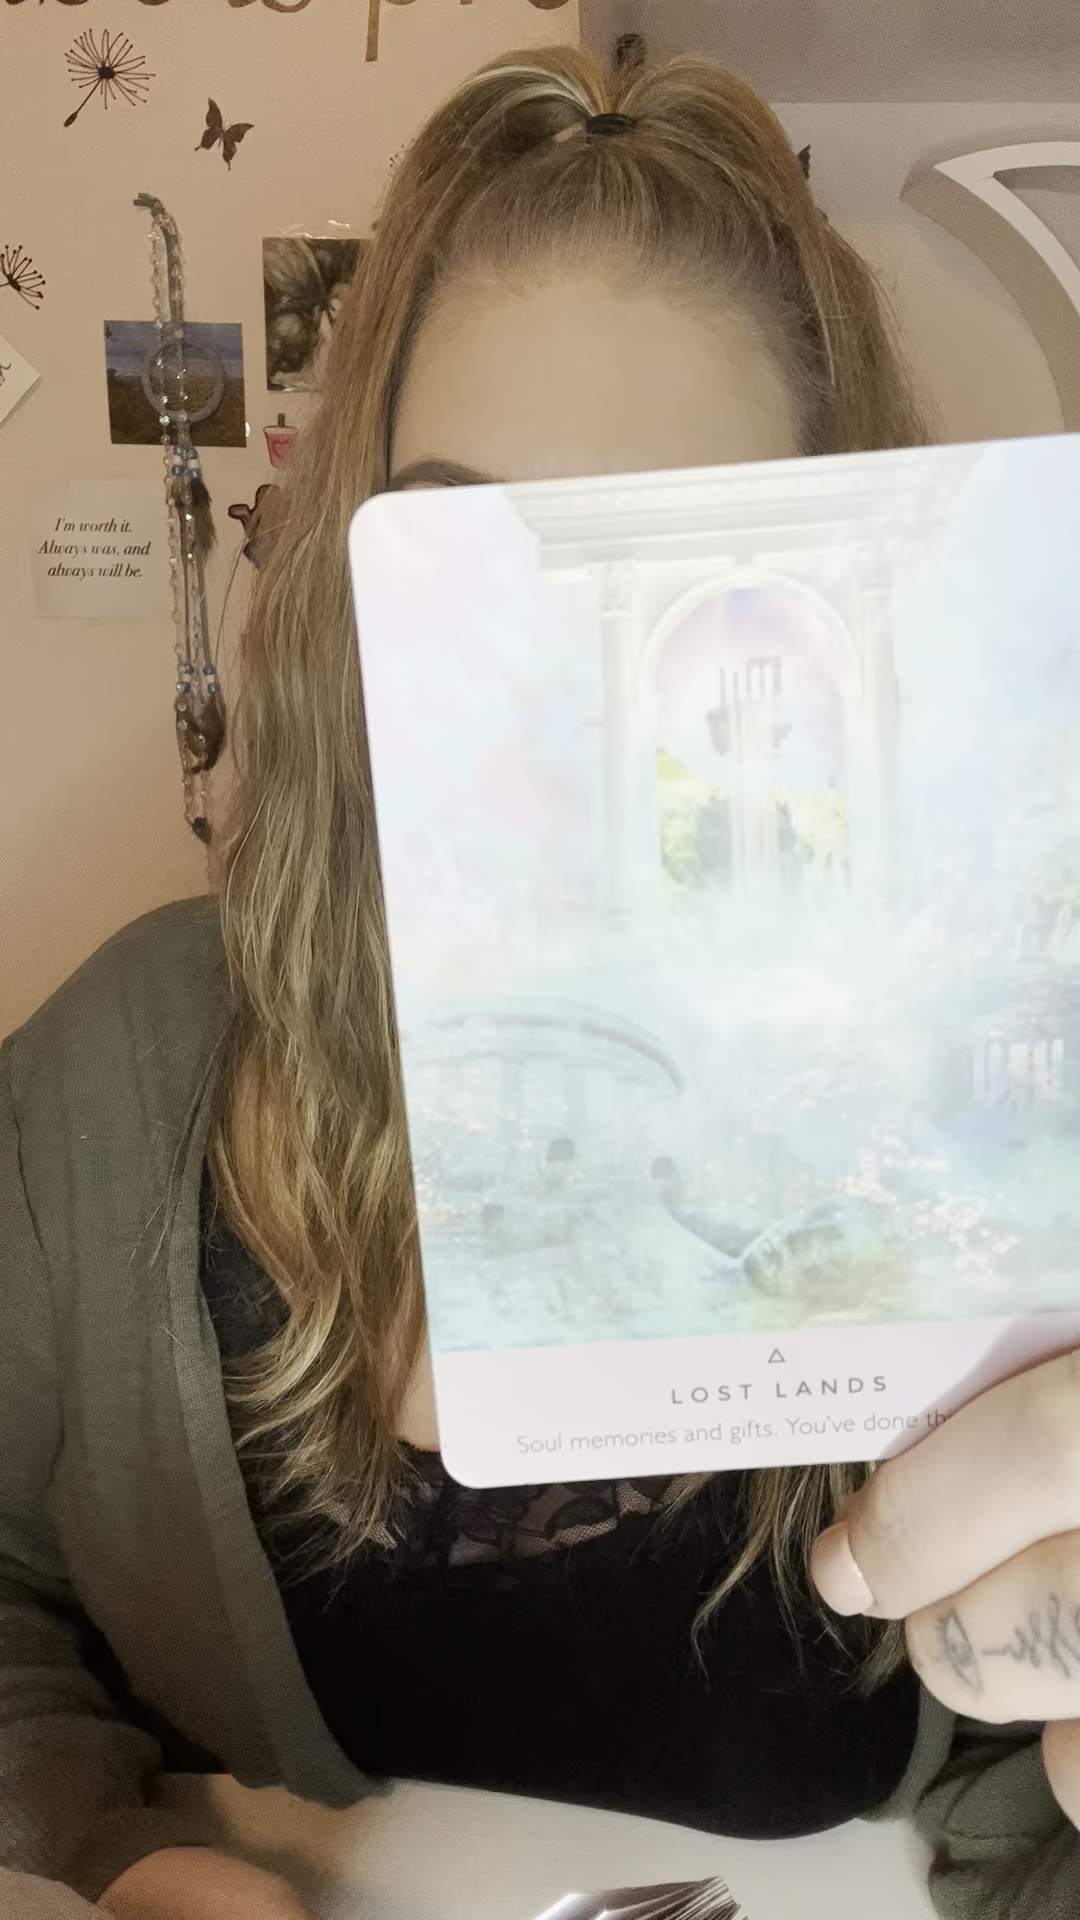 I'm worth it.
Always was, and
always will be.
LOST LANDS
Soul memories and gifts. You've done